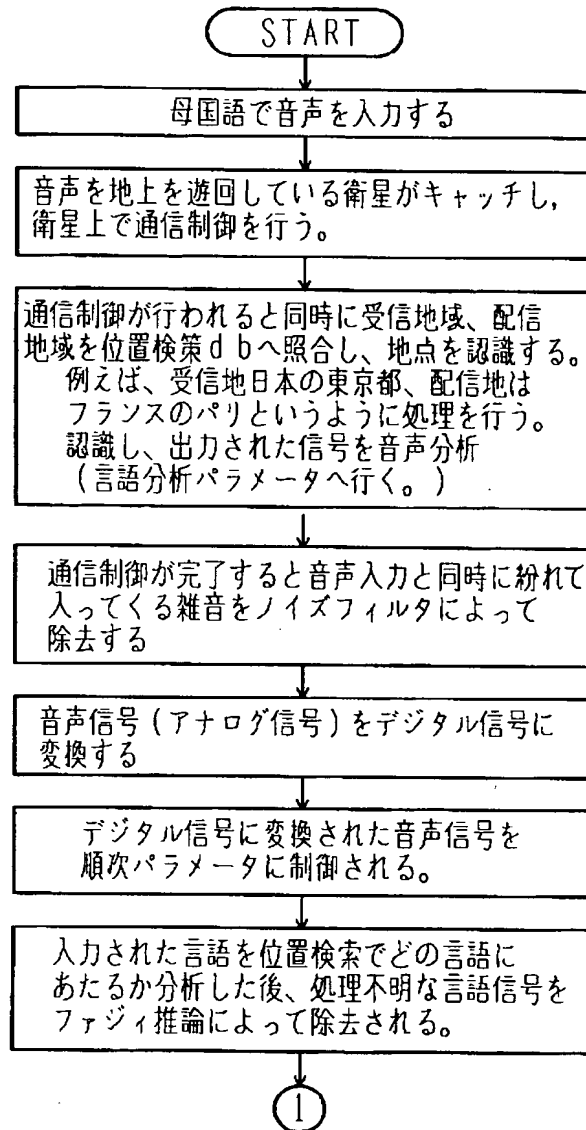 START
母国語で音声を入力する
音声を地上を遊回している衛星がキャッチし,
衛星上で通信制御を行う。
通信制御が行われると同時に受信地域、配信
地域を位置検策dbへ照合し、地点を認識する。
例えば、受信地日本の東京都、配信地は
フランスのパリというように処理を行う。
認識し、出力された信号を音声分析
(言語分析パラメータへ行く。)
通信制御が完了すると音声入力と同時に紛れて
入ってくる雑音をノイズフィルタによって
除去する
音声信号(アナログ信号)をデジタル信号に
変換する
デジタル信号に変換された音声信号を
順次パラメータに制御される。
入力された言語を位置検索でどの言語に
あたるか分析した後、処理不明な言語信号を
ファジィ推論によって除去される。
1